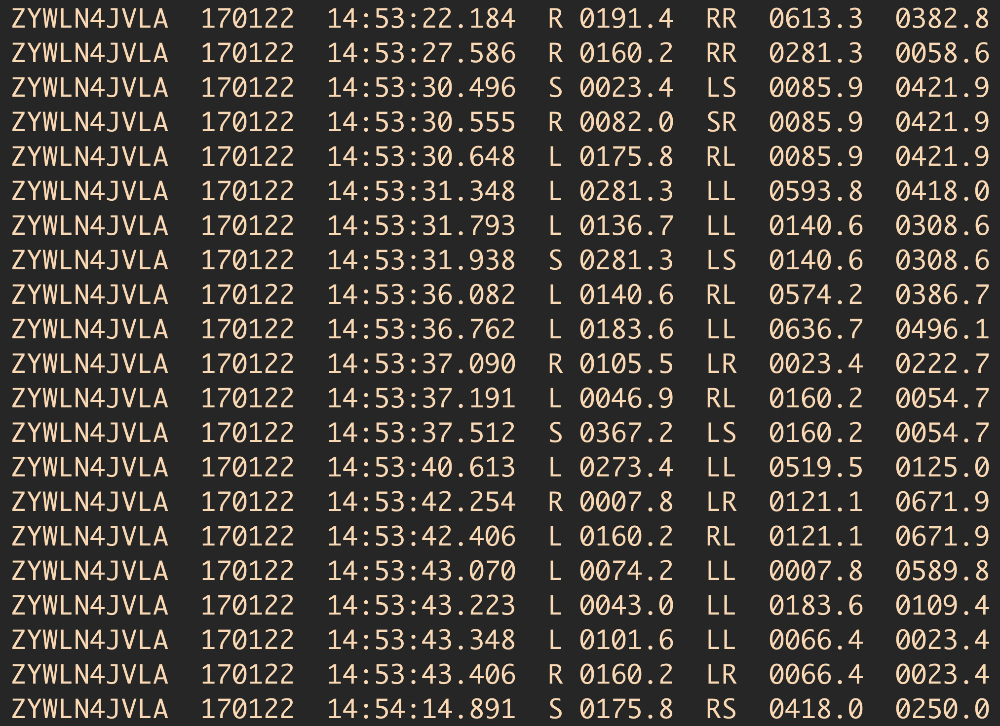 ZYWLN4JVLA  170122  14:53:22.184  R 0191.4  RR  0613.3  0382.8
ZYWLN4JVLA  170122  14:53:27.586  R 0160.2  RR  0281.3  0058.6
ZYWLN4JVLA  170122  14:53:30.496  S 0023.4  LS  0085.9  0421.9
ZYWLN4JVLA  170122  14:53:30.555  R 0082.0  SR  0085.9  0421.9
ZYWLN4JVLA  170122  14:53:30.648  L 0175.8  RL  0085.9  0421.9
ZYWLN4JVLA  170122  14:53:31.348  L 0281.3  LL  0593.8  0418.0
ZYWLN4JVLA  170122  14:53:31.793  L 0136.7  LL  0140.6  0308.6
ZYWLN4JVLA  170122  14:53:31.938  S 0281.3  LS  0140.6  0308.6
ZYWLN4JVLA  170122  14:53:36.082  L 0140.6  RL  0574.2  0386.7
ZYWLN4JVLA  170122  14:53:36.762  L 0183.6  LL  0636.7  0496.1
ZYWLN4JVLA  170122  14:53:37.090  R 0105.5  LR  0023.4  0222.7
ZYWLN4JVLA  170122  14:53:37.191  L 0046.9  RL  0160.2  0054.7
ZYWLN4JVLA  170122  14:53:37.512  S 0367.2  LS  0160.2  0054.7
ZYWLN4JVLA  170122  14:53:40.613  L 0273.4  LL  0519.5  0125.0
ZYWLN4JVLA  170122  14:53:42.254  R 0007.8  LR  0121.1  0671.9
ZYWLN4JVLA  170122  14:53:42.406  L 0160.2  RL  0121.1  0671.9
ZYWLN4JVLA  170122  14:53:43.070  L 0074.2  LL  0007.8  0589.8
ZYWLN4JVLA  170122  14:53:43.223  L 0043.0  LL  0183.6  0109.4
ZYWLN4JVLA  170122  14:53:43.348  L 0101.6  LL  0066.4  0023.4
ZYWLN4JVLA  170122  14:53:43.406  R 0160.2  LR  0066.4  0023.4
ZYWLN4JVLA  170122  14:54:14.891  S 0175.8  RS  0418.0  0250.0